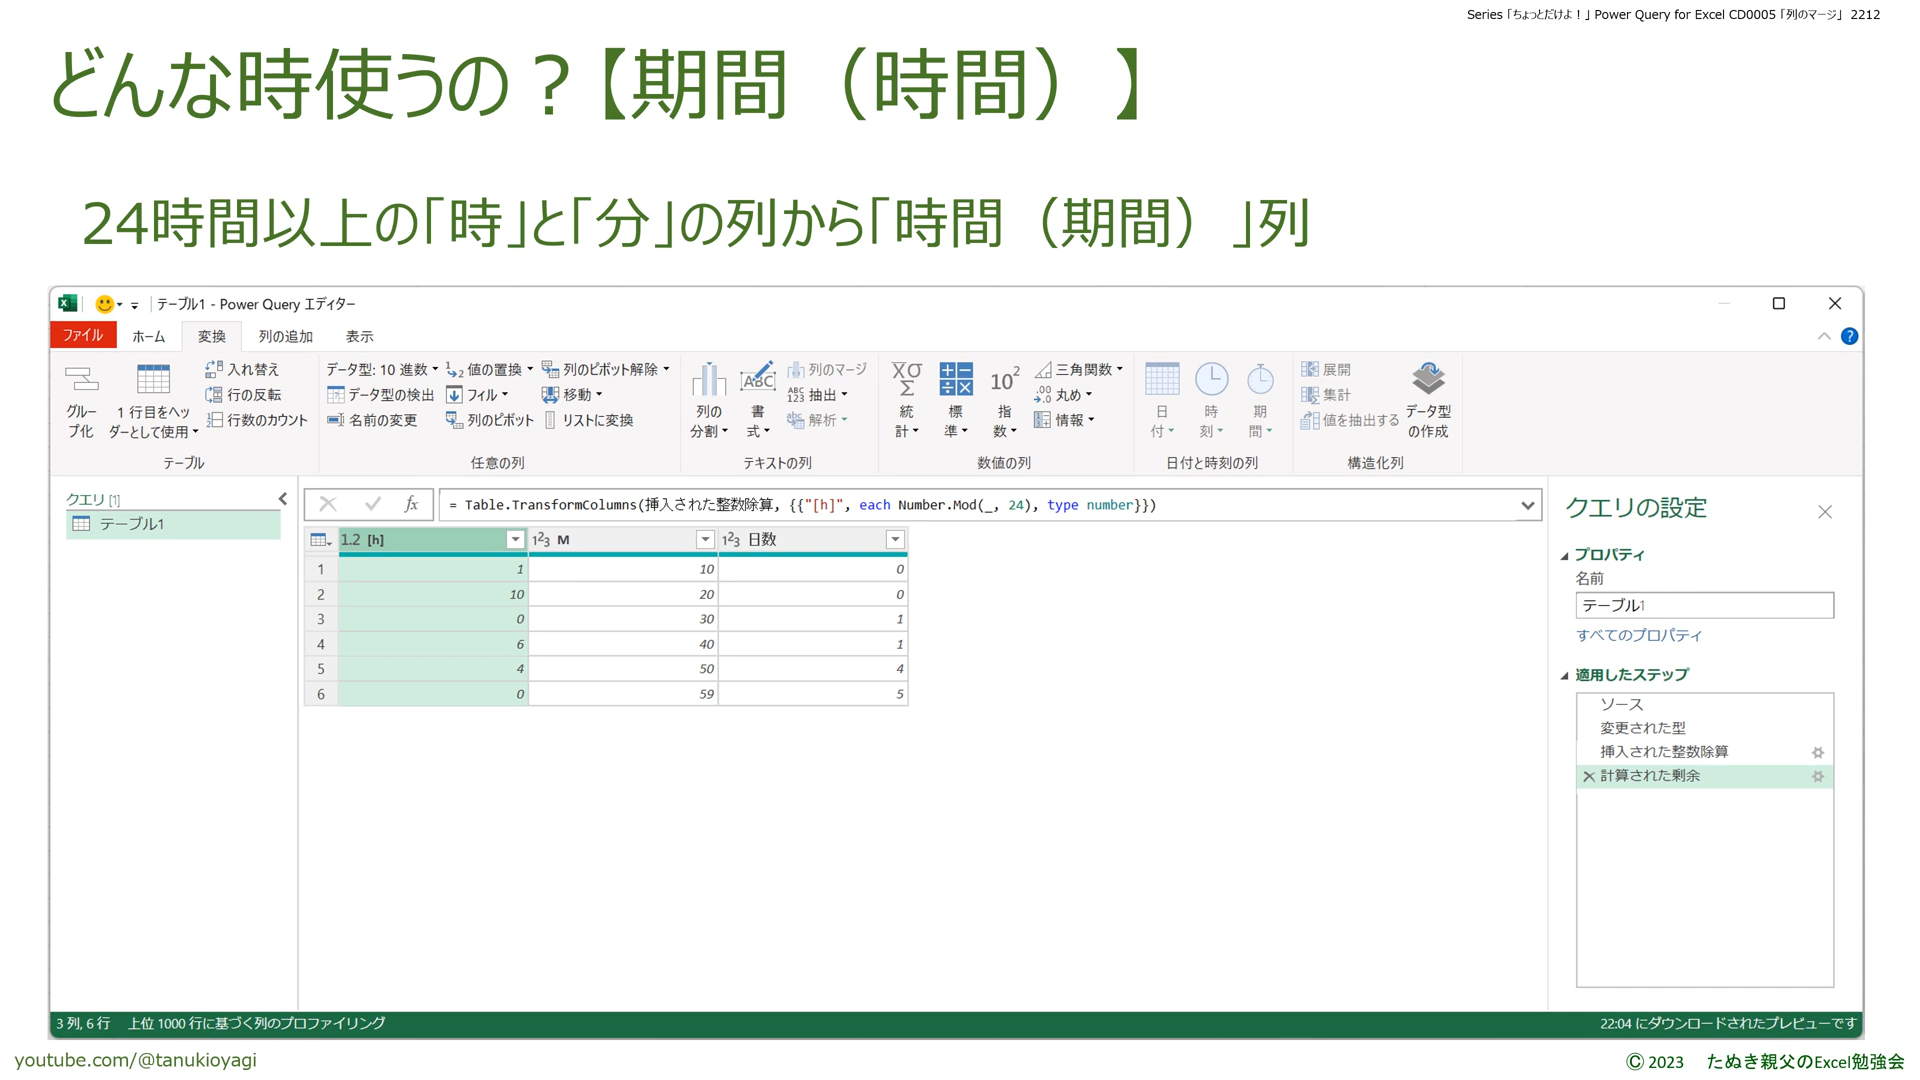 Series「ちょっとだけよ！」Power Query for Excel CD0005「列のマージ」 2212
どんな時使うの？【期間（時間）】
24時間以上の「時」と「分」の列から「時間（期間）」列
テーブル1 - Power Query エディター
ファイル ホーム 変換 列の追加 表示
グループ化
1 行目をヘッダーとして使用
入れ替え
行の反転
行数のカウント
テーブル
データ型: 10 進数
データ型の検出
名前の変更
値の置換
フィル
列のピボット
列のピボット解除
移動
リストに変換
任意の列
列の分割
書式
ABC
列のマージ
ABC 123 抽出
abc 解析
テキストの列
XΟ Σ 統計
標準
10² 指数
三角関数
.00 →.0 丸め
情報
数値の列
日付
時刻
期間
日付と時刻の列
展開
集計
値を抽出する
データ型の作成
構造化列
クエリ [1]
テーブル1
fx = Table.TransformColumns(挿入された整数除算, {{"[h]", each Number.Mod(_, 24), type number}})
1.2 [h] 1²3 M 1²3 日数
1 1 10 0
2 10 20 0
3 0 30 1
4 6 40 1
5 4 50 4
6 0 59 5
クエリの設定
プロパティ
名前
テーブル1
すべてのプロパティ
適用したステップ
ソース
変更された型
挿入された整数除算
計算された剰余
3 列, 6 行 上位 1000 行に基づく列のプロファイリング
22:04 にダウンロードされたプレビューです
youtube.com/@tanukioyagi
© 2023 たぬき親父のExcel勉強会